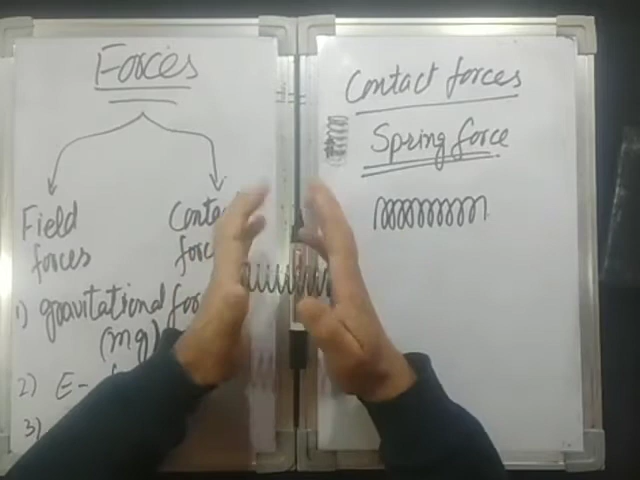 Forces
Field
forces
1) gravitational
(mg)
2) E-
3)
Contact forces
Spring force